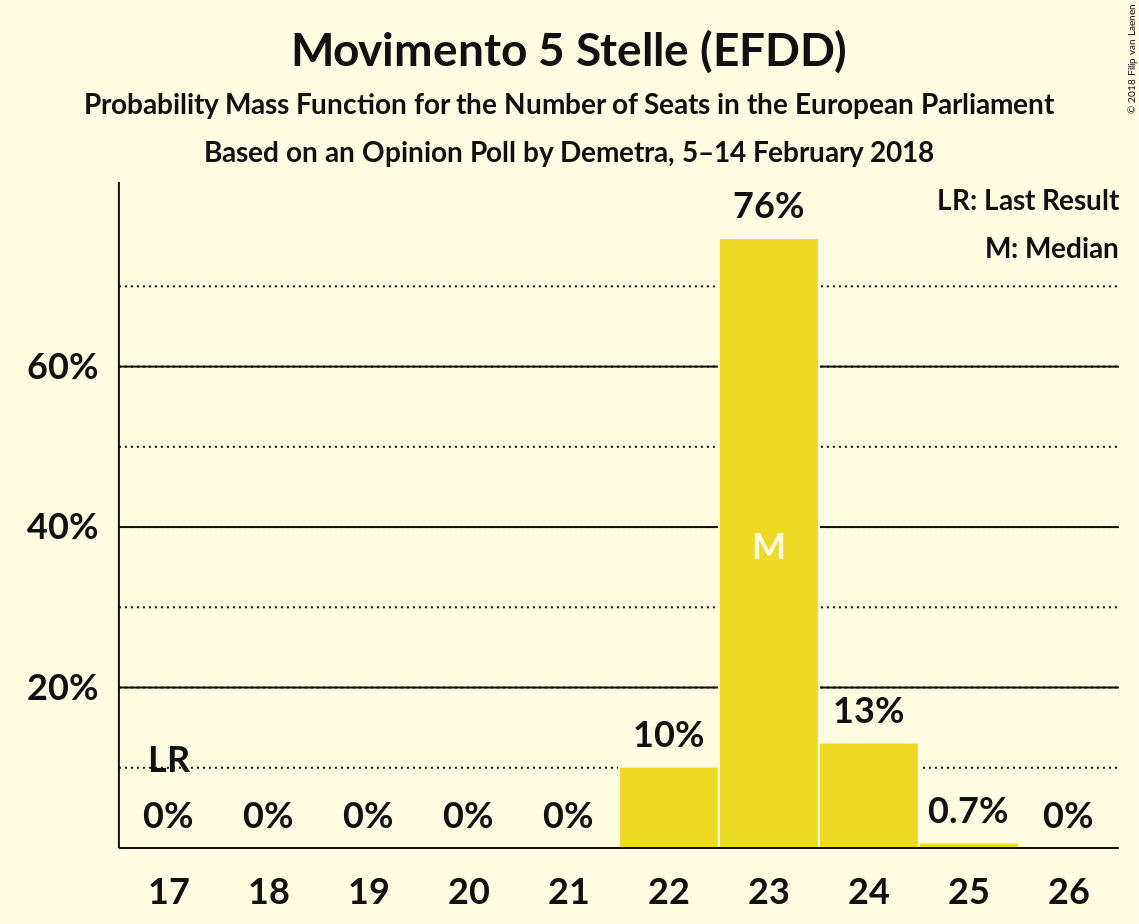 Movimento 5 Stelle (EFDD)
Probability Mass Function for the Number of Seats in the European Parliament
Based on an Opinion Poll by Demetra, 5–14 February 2018
© 2018 Filip van Laenen
LR: Last Result
M: Median
76%
60%
40%
M
20%
13%
10%
LR
0% 0% 0% 0% 0% 0.7% 0%
17 18 19 20 21 22 23 24 25 26